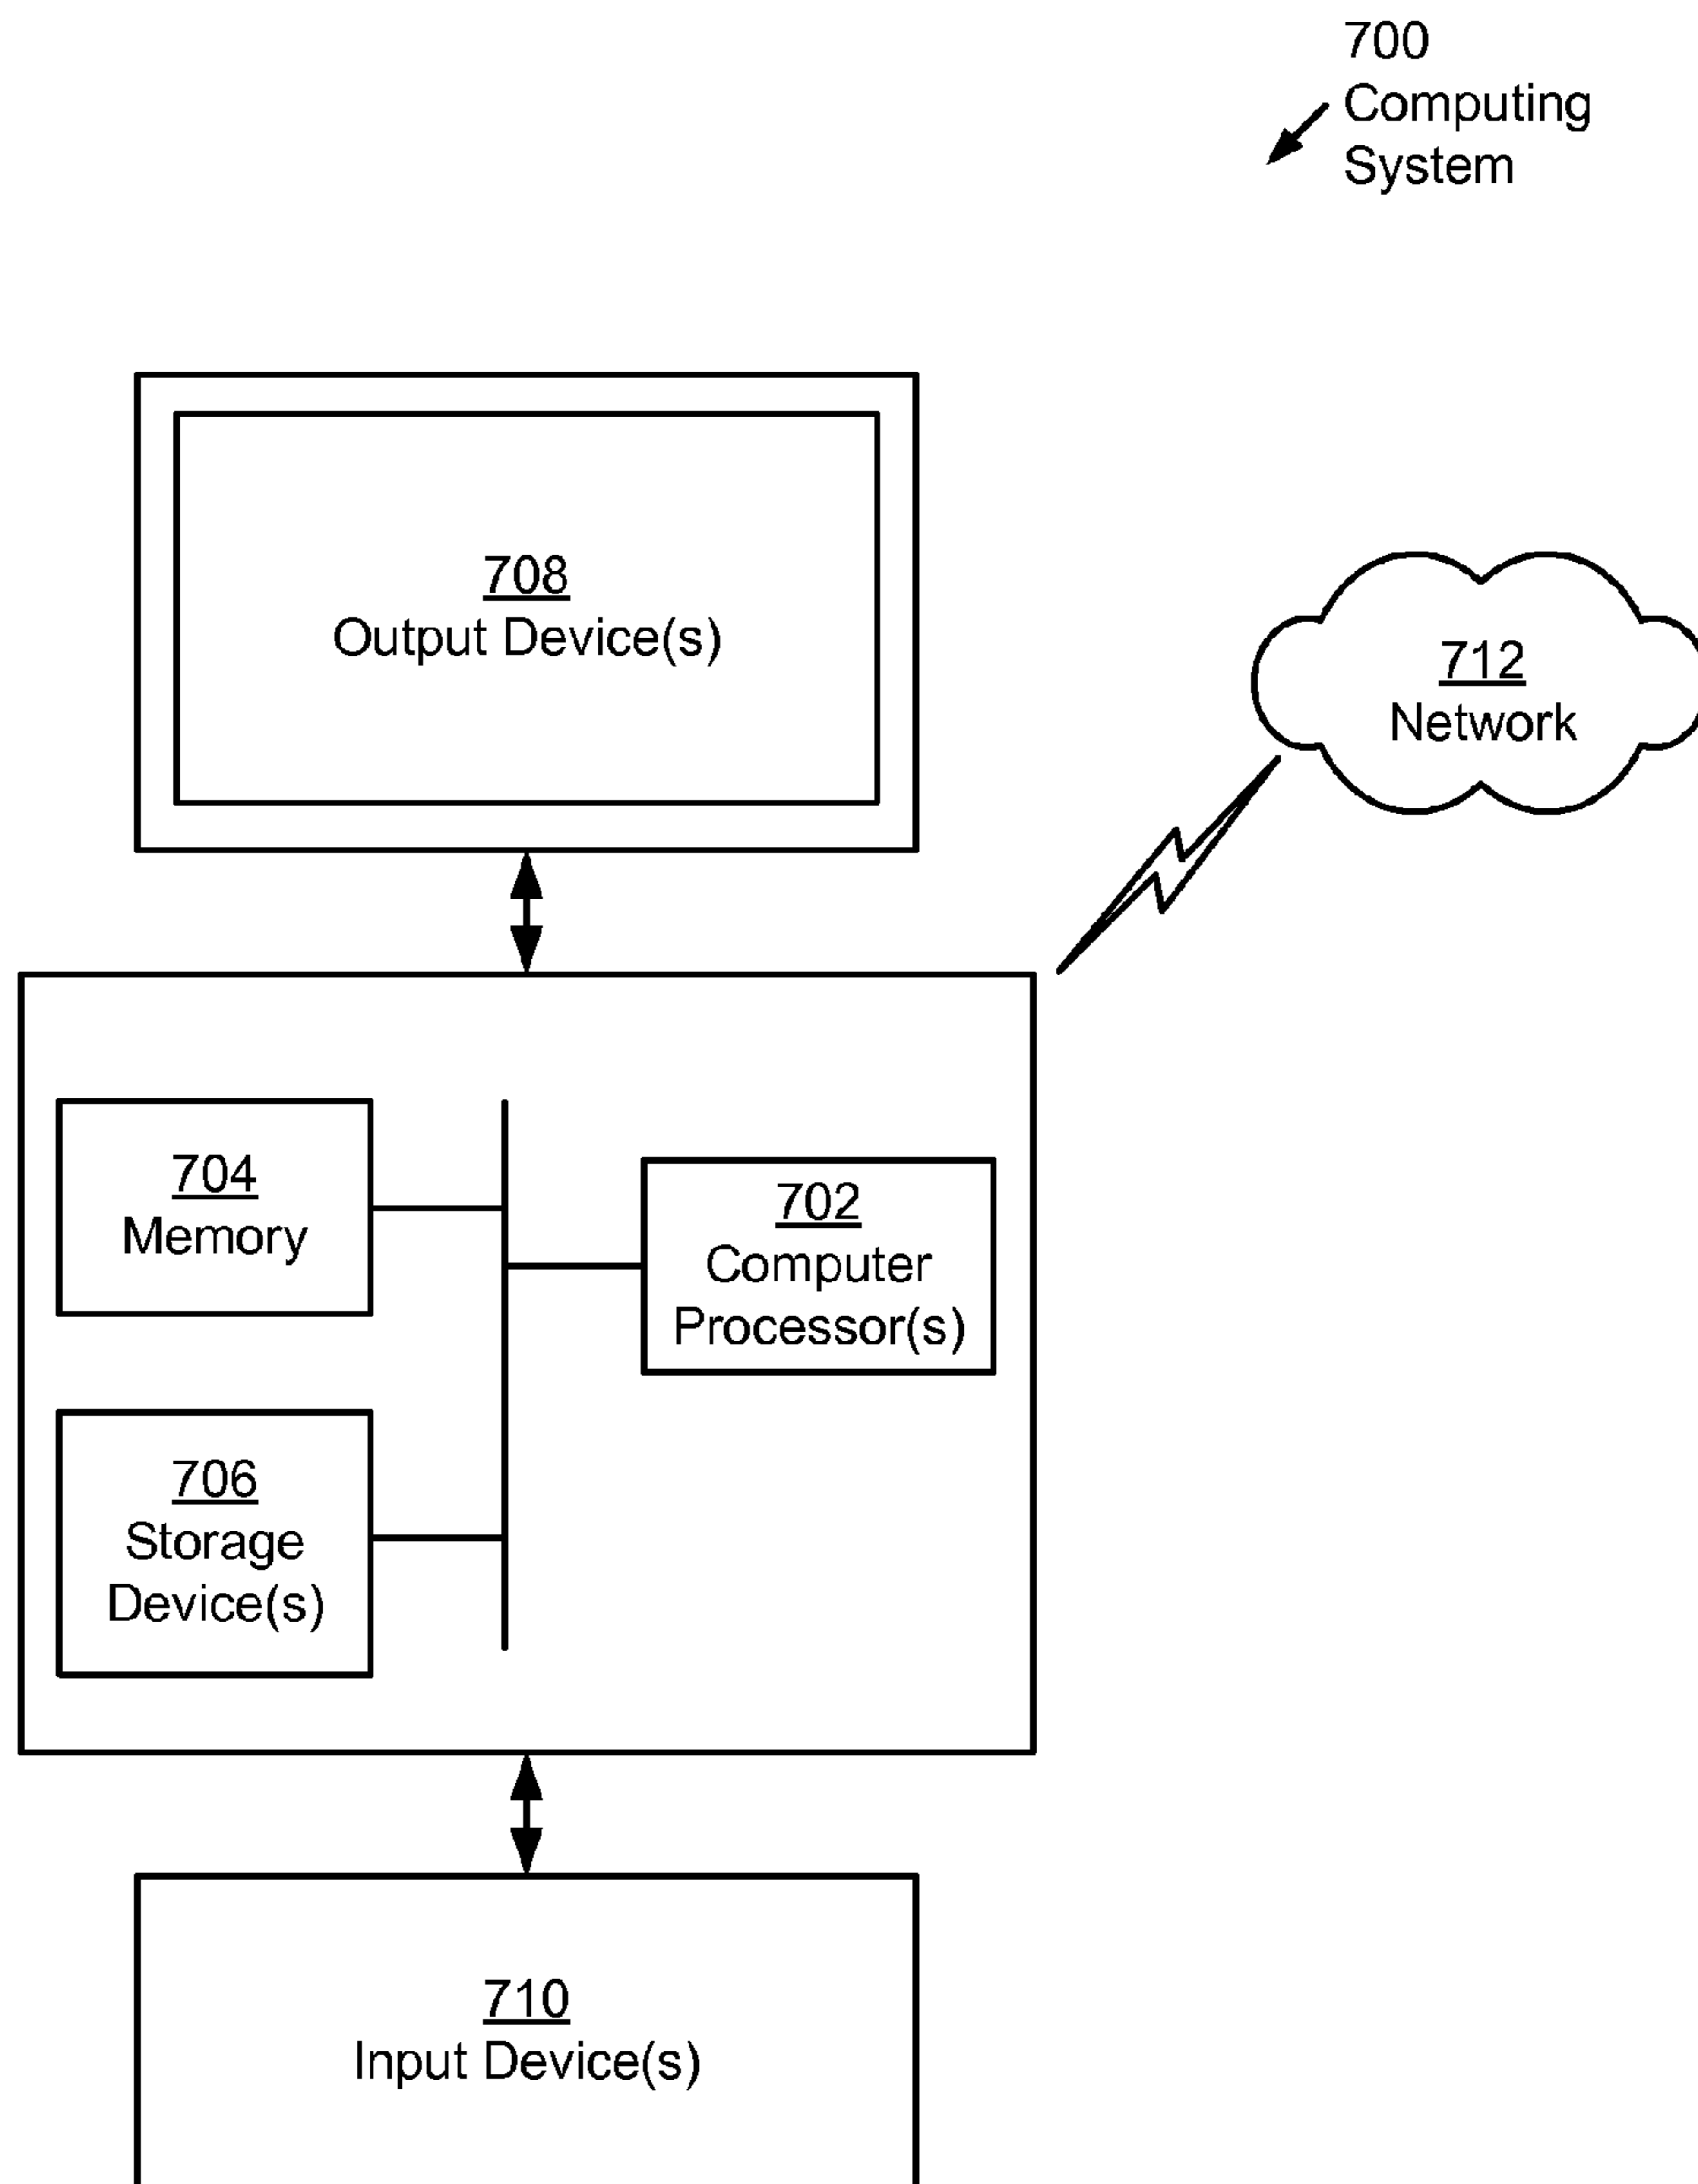 700
Computing
System
708
Output Device(s)
712
Network
704
Memory
702
Computer
Processor(s)
706
Storage
Device(s)
710
Input Device(s)